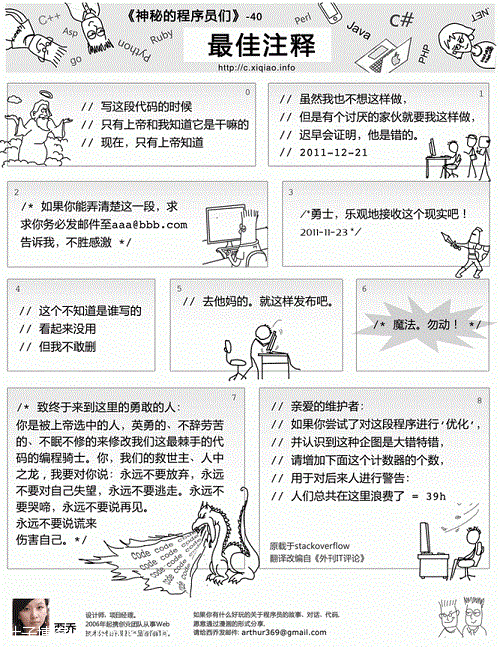 《神秘的程序员们》-40
最佳注释
http://c.xiqiao.info
C++
Asp
go
python
Ruby
Perl
Java
C#
PHP
.NET
0
// 写这段代码的时候
// 只有上帝和我知道它是干嘛的
// 现在，只有上帝知道
1
// 虽然我也不想这样做，
// 但是有个讨厌的家伙就要我这样做，
// 迟早会证明，他是错的。
// 2011-12-21
2
/* 如果你能弄清楚这一段，求
求你务必发邮件至aaa@bbb.com
告诉我，不胜感激 */
3
/*勇士，乐观地接收这个现实吧！
2011-11-23 */
4
// 这个不知道是谁写的
// 看起来没用
// 但我不敢删
5
// 去他妈的。就这样发布吧。
6
/* 魔法。勿动！ */
7
/* 致终于来到这里的勇敢的人：
你是被上帝选中的人，英勇的、不辞劳苦
的、不眠不修的来修改我们这最棘手的代
码的编程骑士。你，我们的救世主、人中
之龙，我要对你说：永远不要放弃，永远
不要对自己失望，永远不要逃走。永远不
要哭啼，永远不要说再见。
永远不要说谎来
伤害自己。*/
code code code
8
// 亲爱的维护者：
// 如果你尝试了对这段程序进行‘优化’，
// 并认识到这种企图是大错特错，
// 请增加下面这个计数器的个数，
// 用于对后来人进行警告：
// 人们总共在这里浪费了 = 39h
原载于stackoverflow
翻译改编自《外刊IT评论》
西乔
设计师，项目经理。
2006年起携创业团队从事Web
如果你有什么好玩的关于程序员的故事、对话、代码，
愿意通过漫画的形式分享，
请给西乔发邮件：arthur369@gmail.com